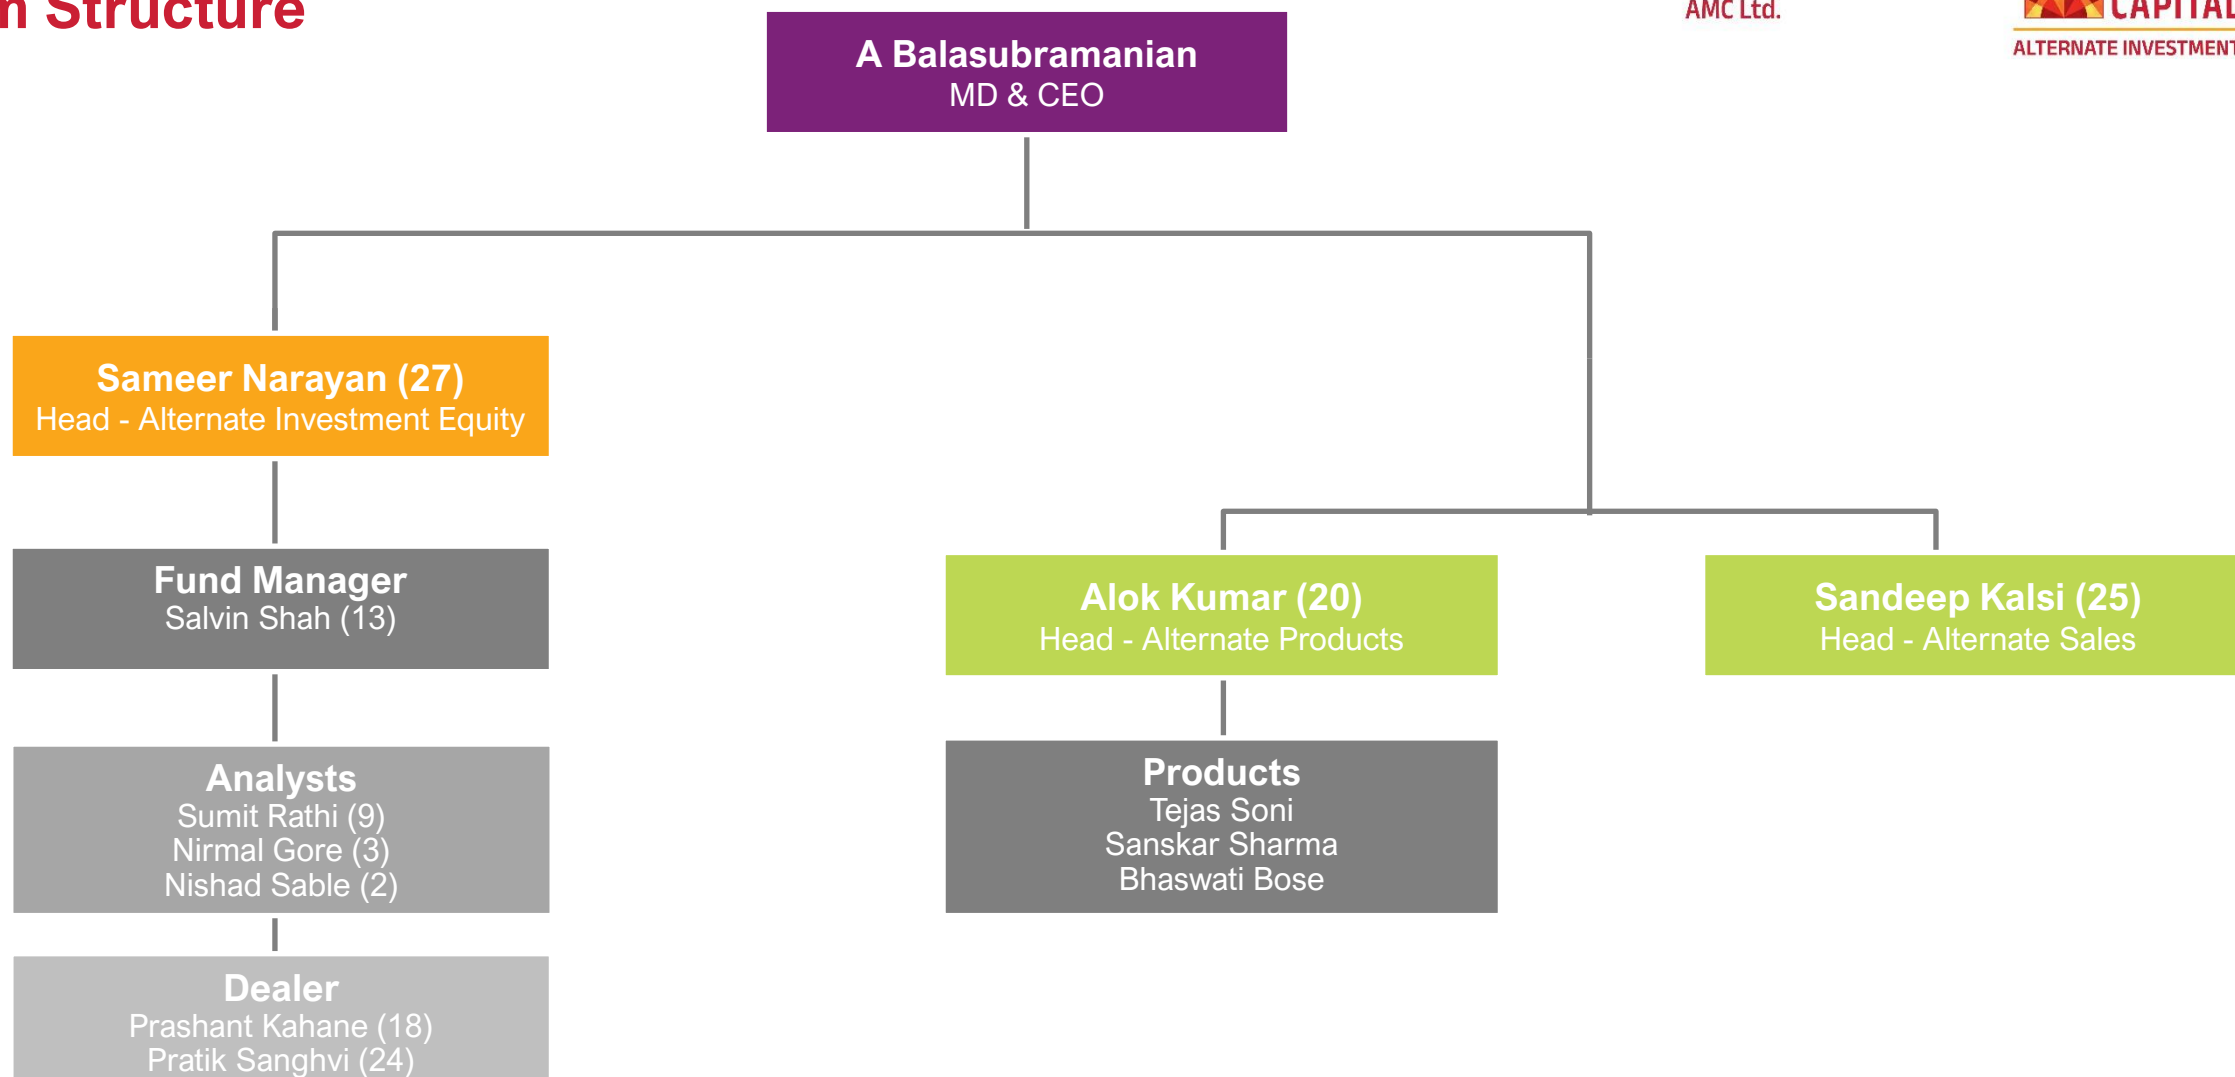 Structure
AMC Ltd.
CAPITAL
ALTERNATE INVESTMENT
A Balasubramanian
MD & CEO
Sameer Narayan (27)
Head - Alternate Investment Equity
Fund Manager
Salvin Shah (13)
Analysts
Sumit Rathi (9)
Nirmal Gore (3)
Nishad Sable (2)
Dealer
Prashant Kahane (18)
Pratik Sanghvi (24)
Alok Kumar (20)
Head - Alternate Products
Products
Tejas Soni
Sanskar Sharma
Bhaswati Bose
Sandeep Kalsi (25)
Head - Alternate Sales